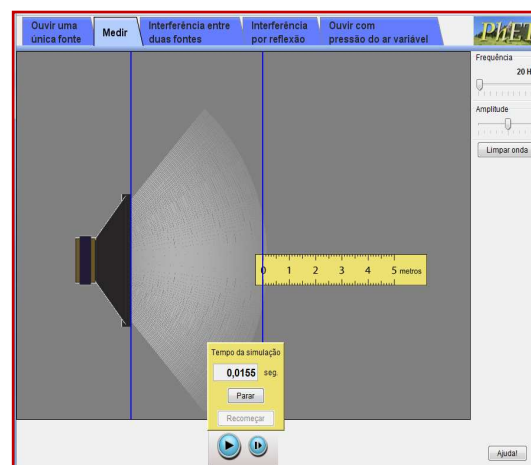 Ouvir uma
única fonte
Medir
Interferência entre
duas fontes
Interferência
por reflexão
Ouvir com
pressão do ar variável
PhET
Frequência
20 H
Amplitude
Limpar onda
0 1 2 3 4 5 metros
Tempo da simulação
0,0155 seg.
Parar
Recomeçar
Ajuda!